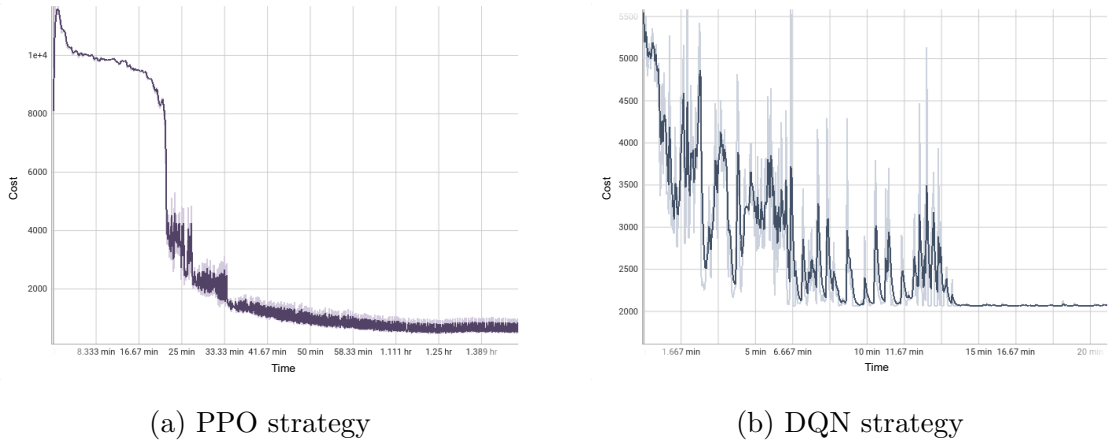 1e+4
8000
6000
4000
2000
Cost
8.333 min 16.67 min 25 min 33.33 min 41.67 min 50 min 58.33 min 1.111 hr 1.25 hr 1.389 hr
Time
(a) PPO strategy
5500
5000
4500
4000
3500
3000
2500
2000
Cost
1.667 min 5 min 6.667 min 10 min 11.67 min 15 min 16.67 min 20 min
Time
(b) DQN strategy